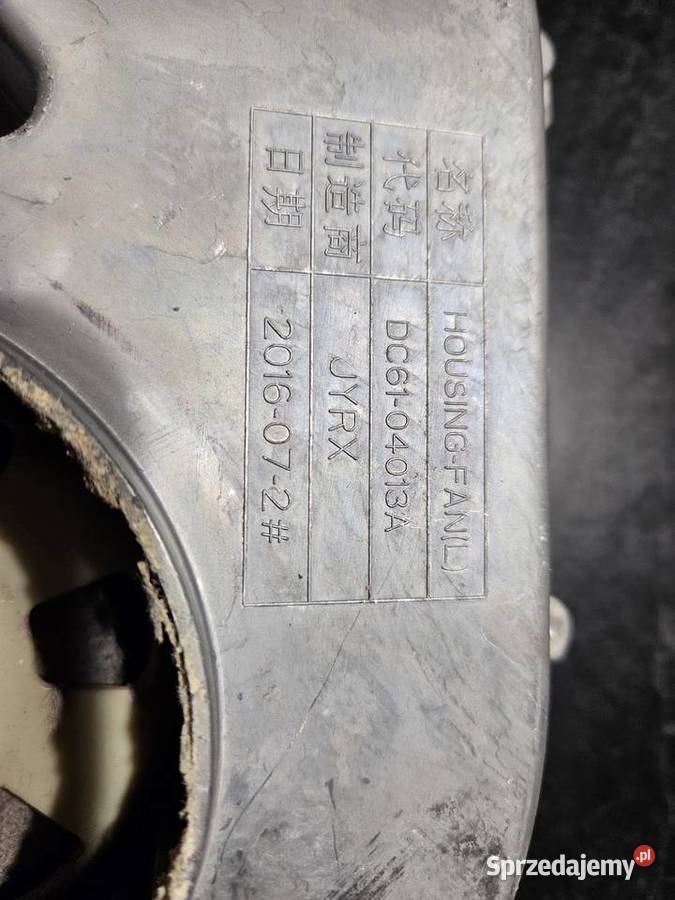 名称 HOUSING-FAN(L)
代码 DC61-04013A
制造商 JYRX
日期 2016-07-2#
Sprzedajemy.pl